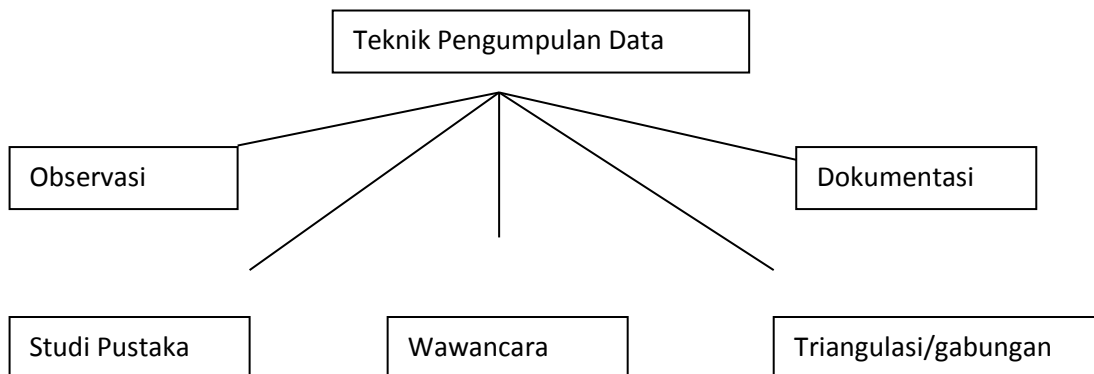 Teknik Pengumpulan Data
Observasi
Dokumentasi
Studi Pustaka
Wawancara
Triangulasi/gabungan